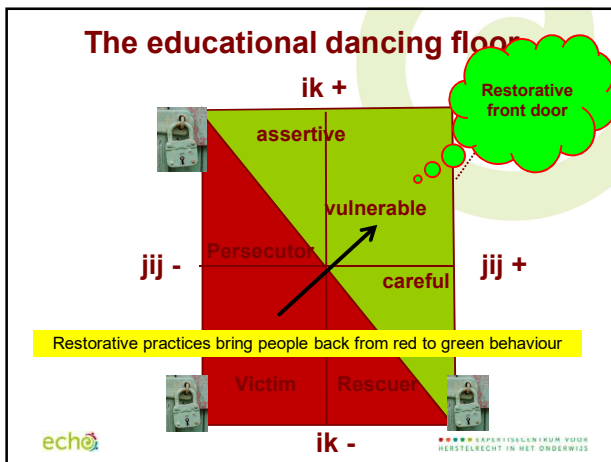 The educational dancing floor
ik +
Restorative
front door
assertive
vulnerable
Persecutor
jij -
jij +
careful
Restorative practices bring people back from red to green behaviour
Victim
Rescuer
ik -
echo
EXPERTISECENTRUM VOOR
HERSTELRECHT IN HET ONDERWIJS